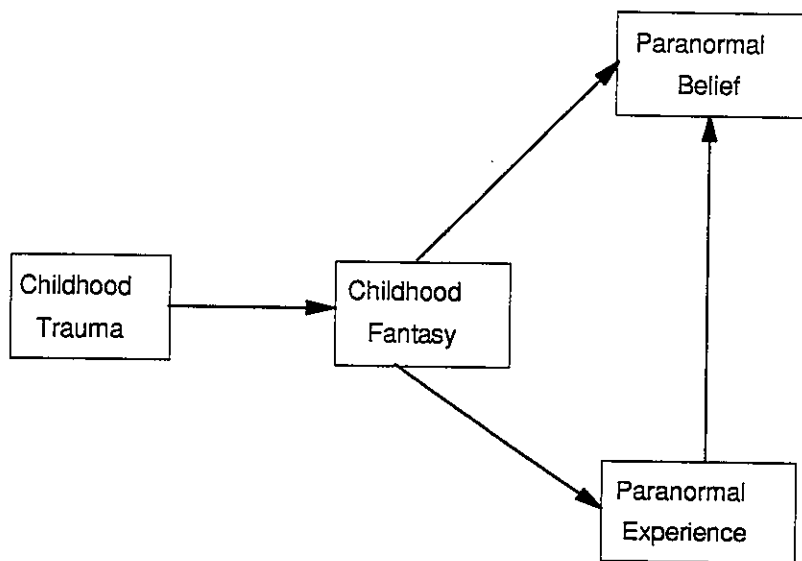 Paranormal
Belief
Childhood
Trauma
Childhood
Fantasy
Paranormal
Experience